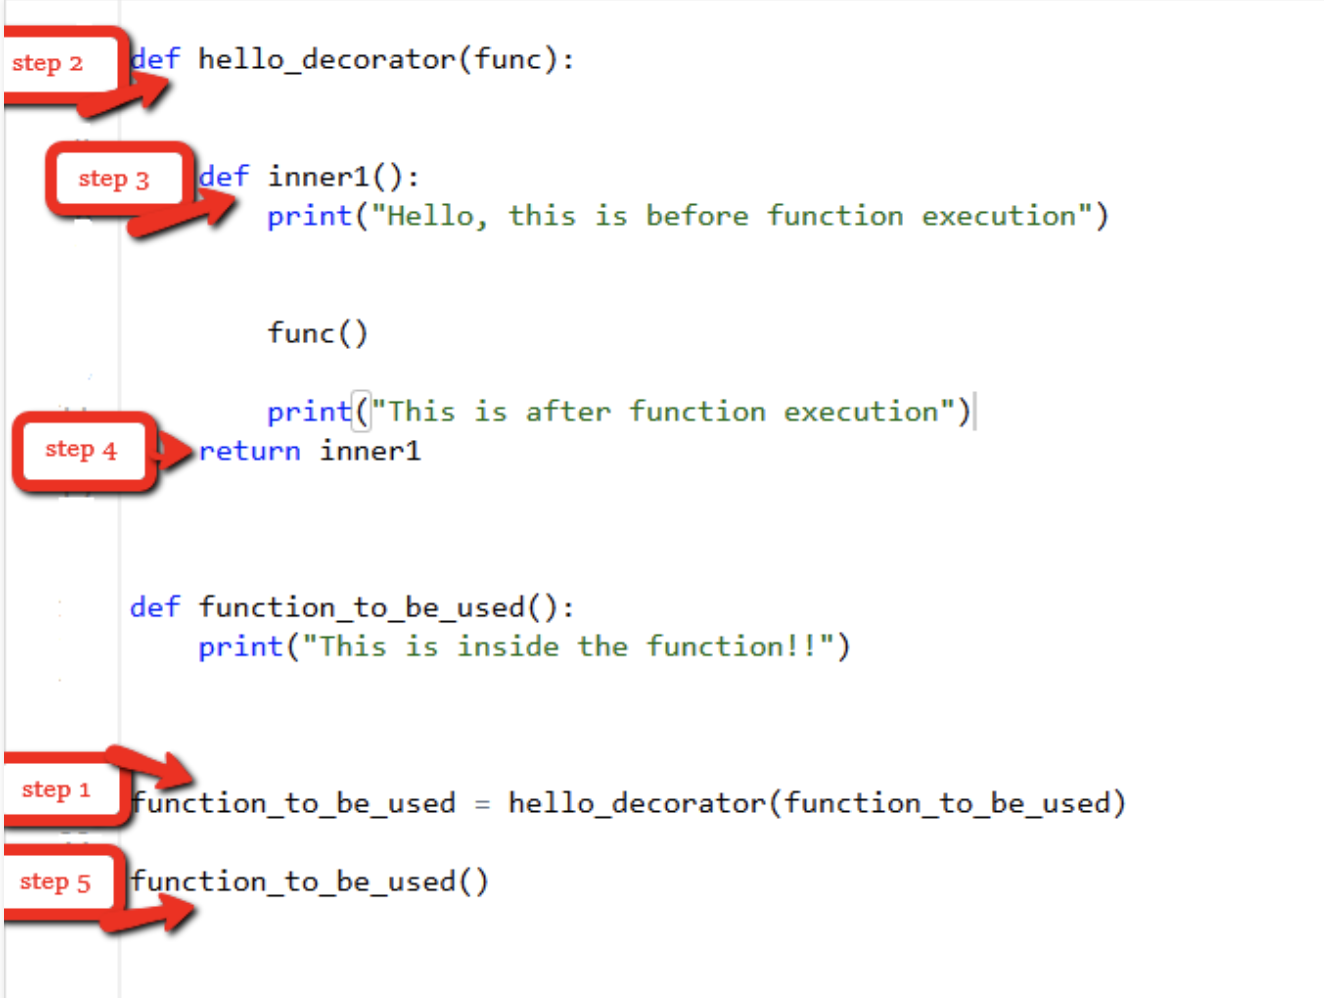 step 2
def hello_decorator(func):
step 3
def inner1():
print("Hello, this is before function execution")
func()
print("This is after function execution")
step 4
return inner1
def function_to_be_used():
print("This is inside the function!!")
step 1
function_to_be_used = hello_decorator(function_to_be_used)
step 5
function_to_be_used()